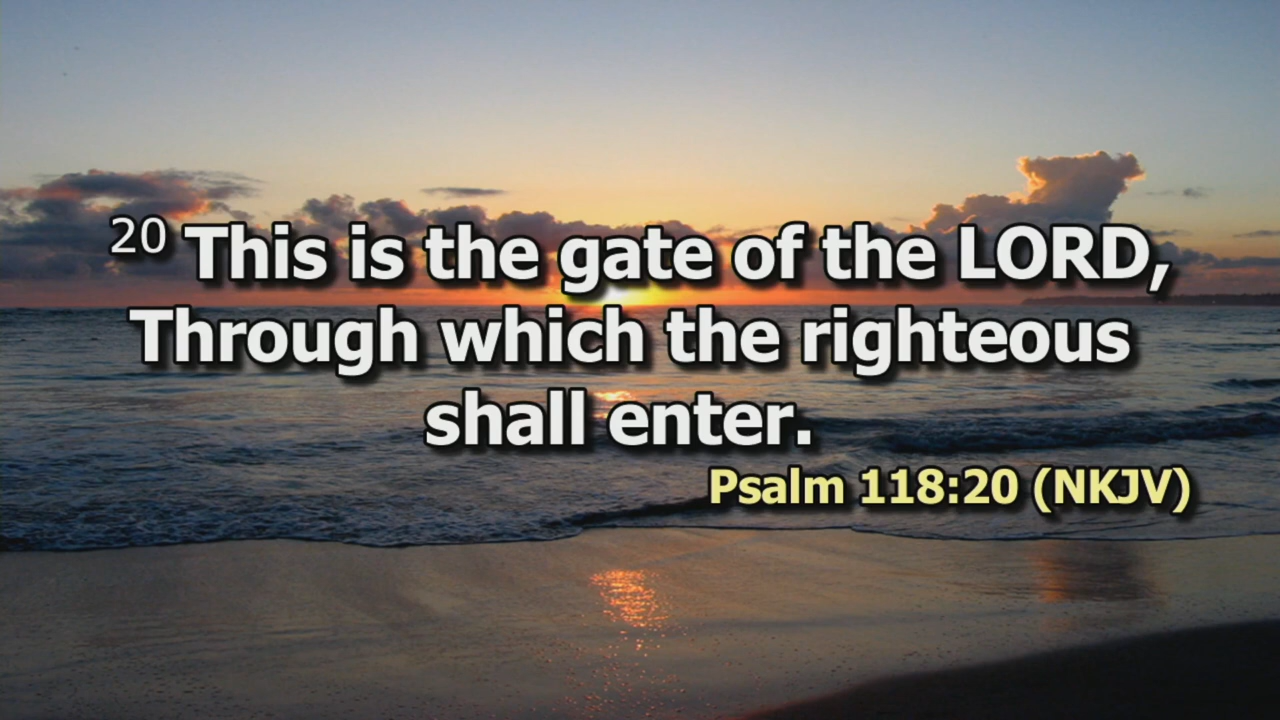 20 This is the gate of the LORD,
Through which the righteous
shall enter.
Psalm 118:20 (NKJV)